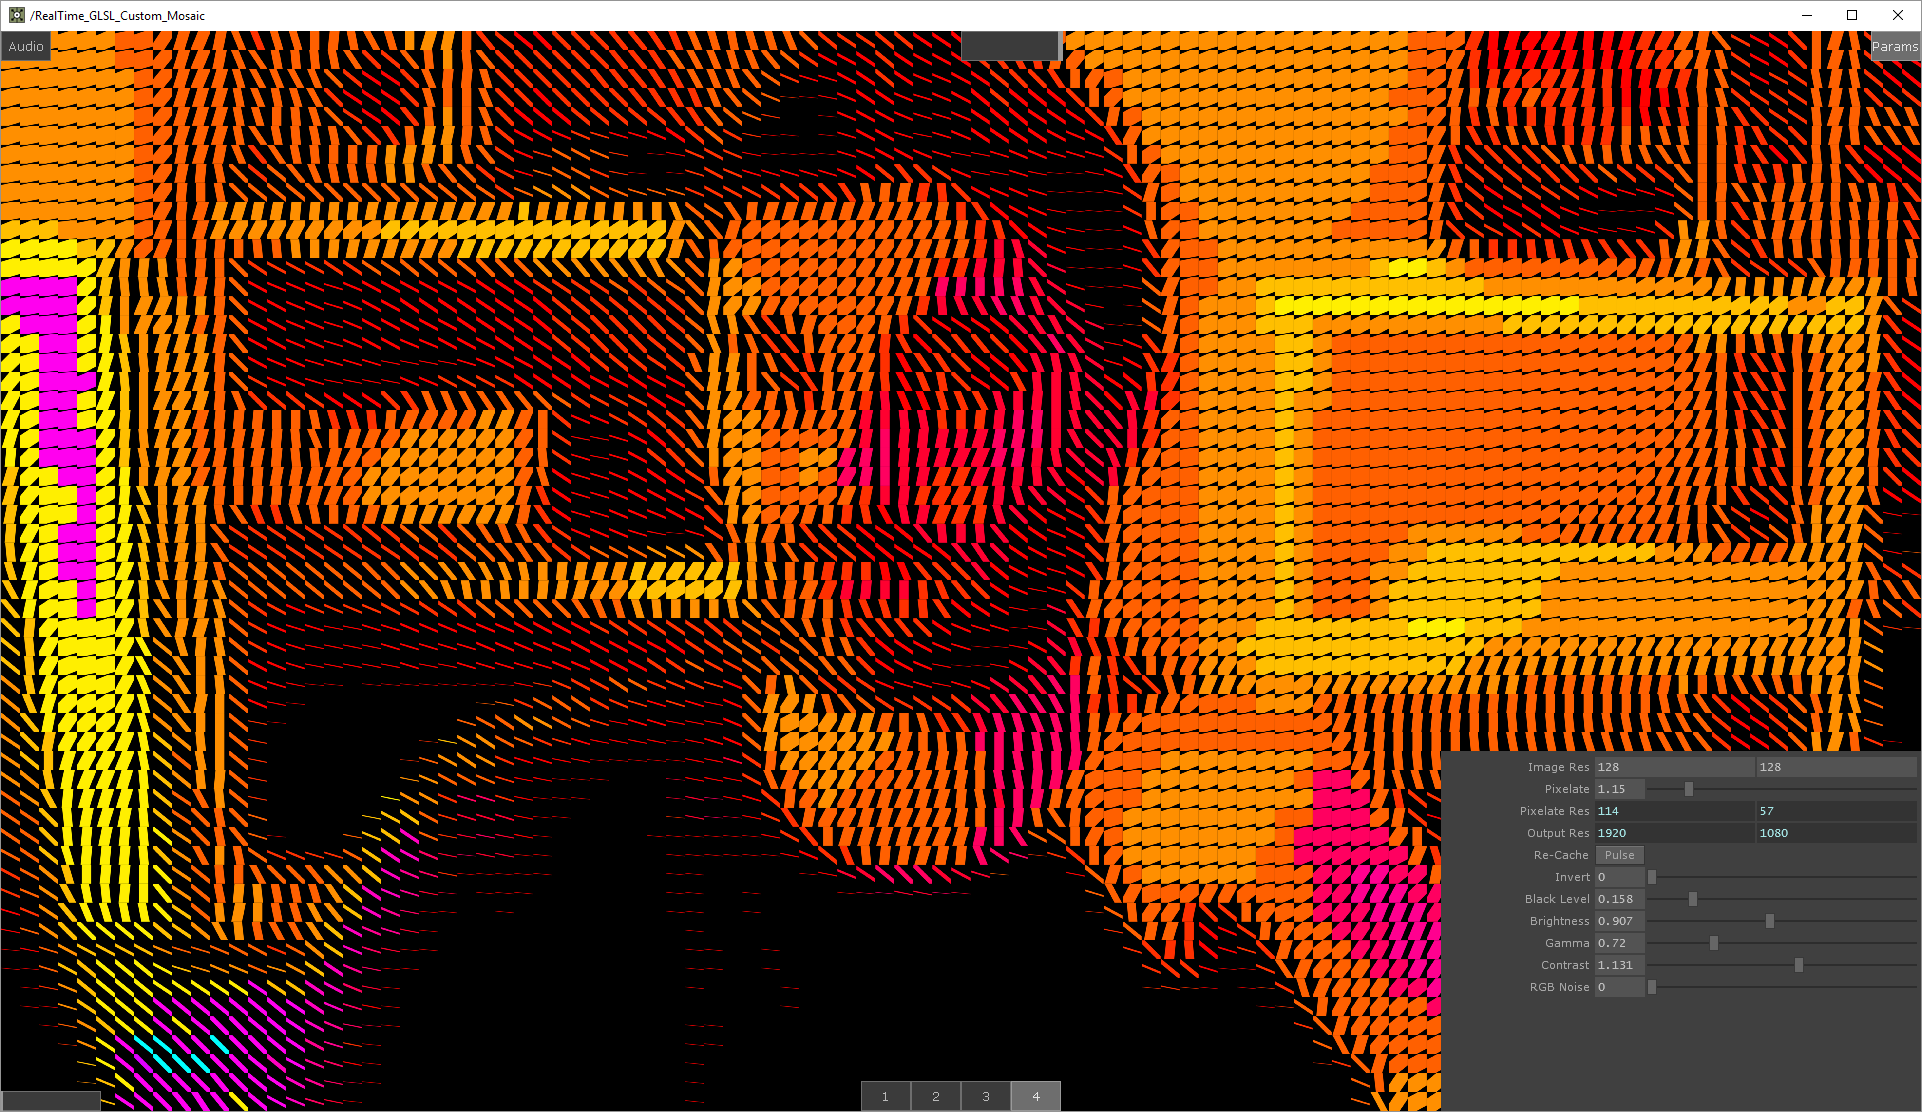 /RealTime_GLSL_Custom_Mosaic
Audio
Params
Image Res 128 128
Pixelate 1.15
Pixelate Res 114 57
Output Res 1920 1080
Re-Cache Pulse
Invert 0
Black Level 0.158
Brightness 0.907
Gamma 0.72
Contrast 1.131
RGB Noise 0
1 2 3 4